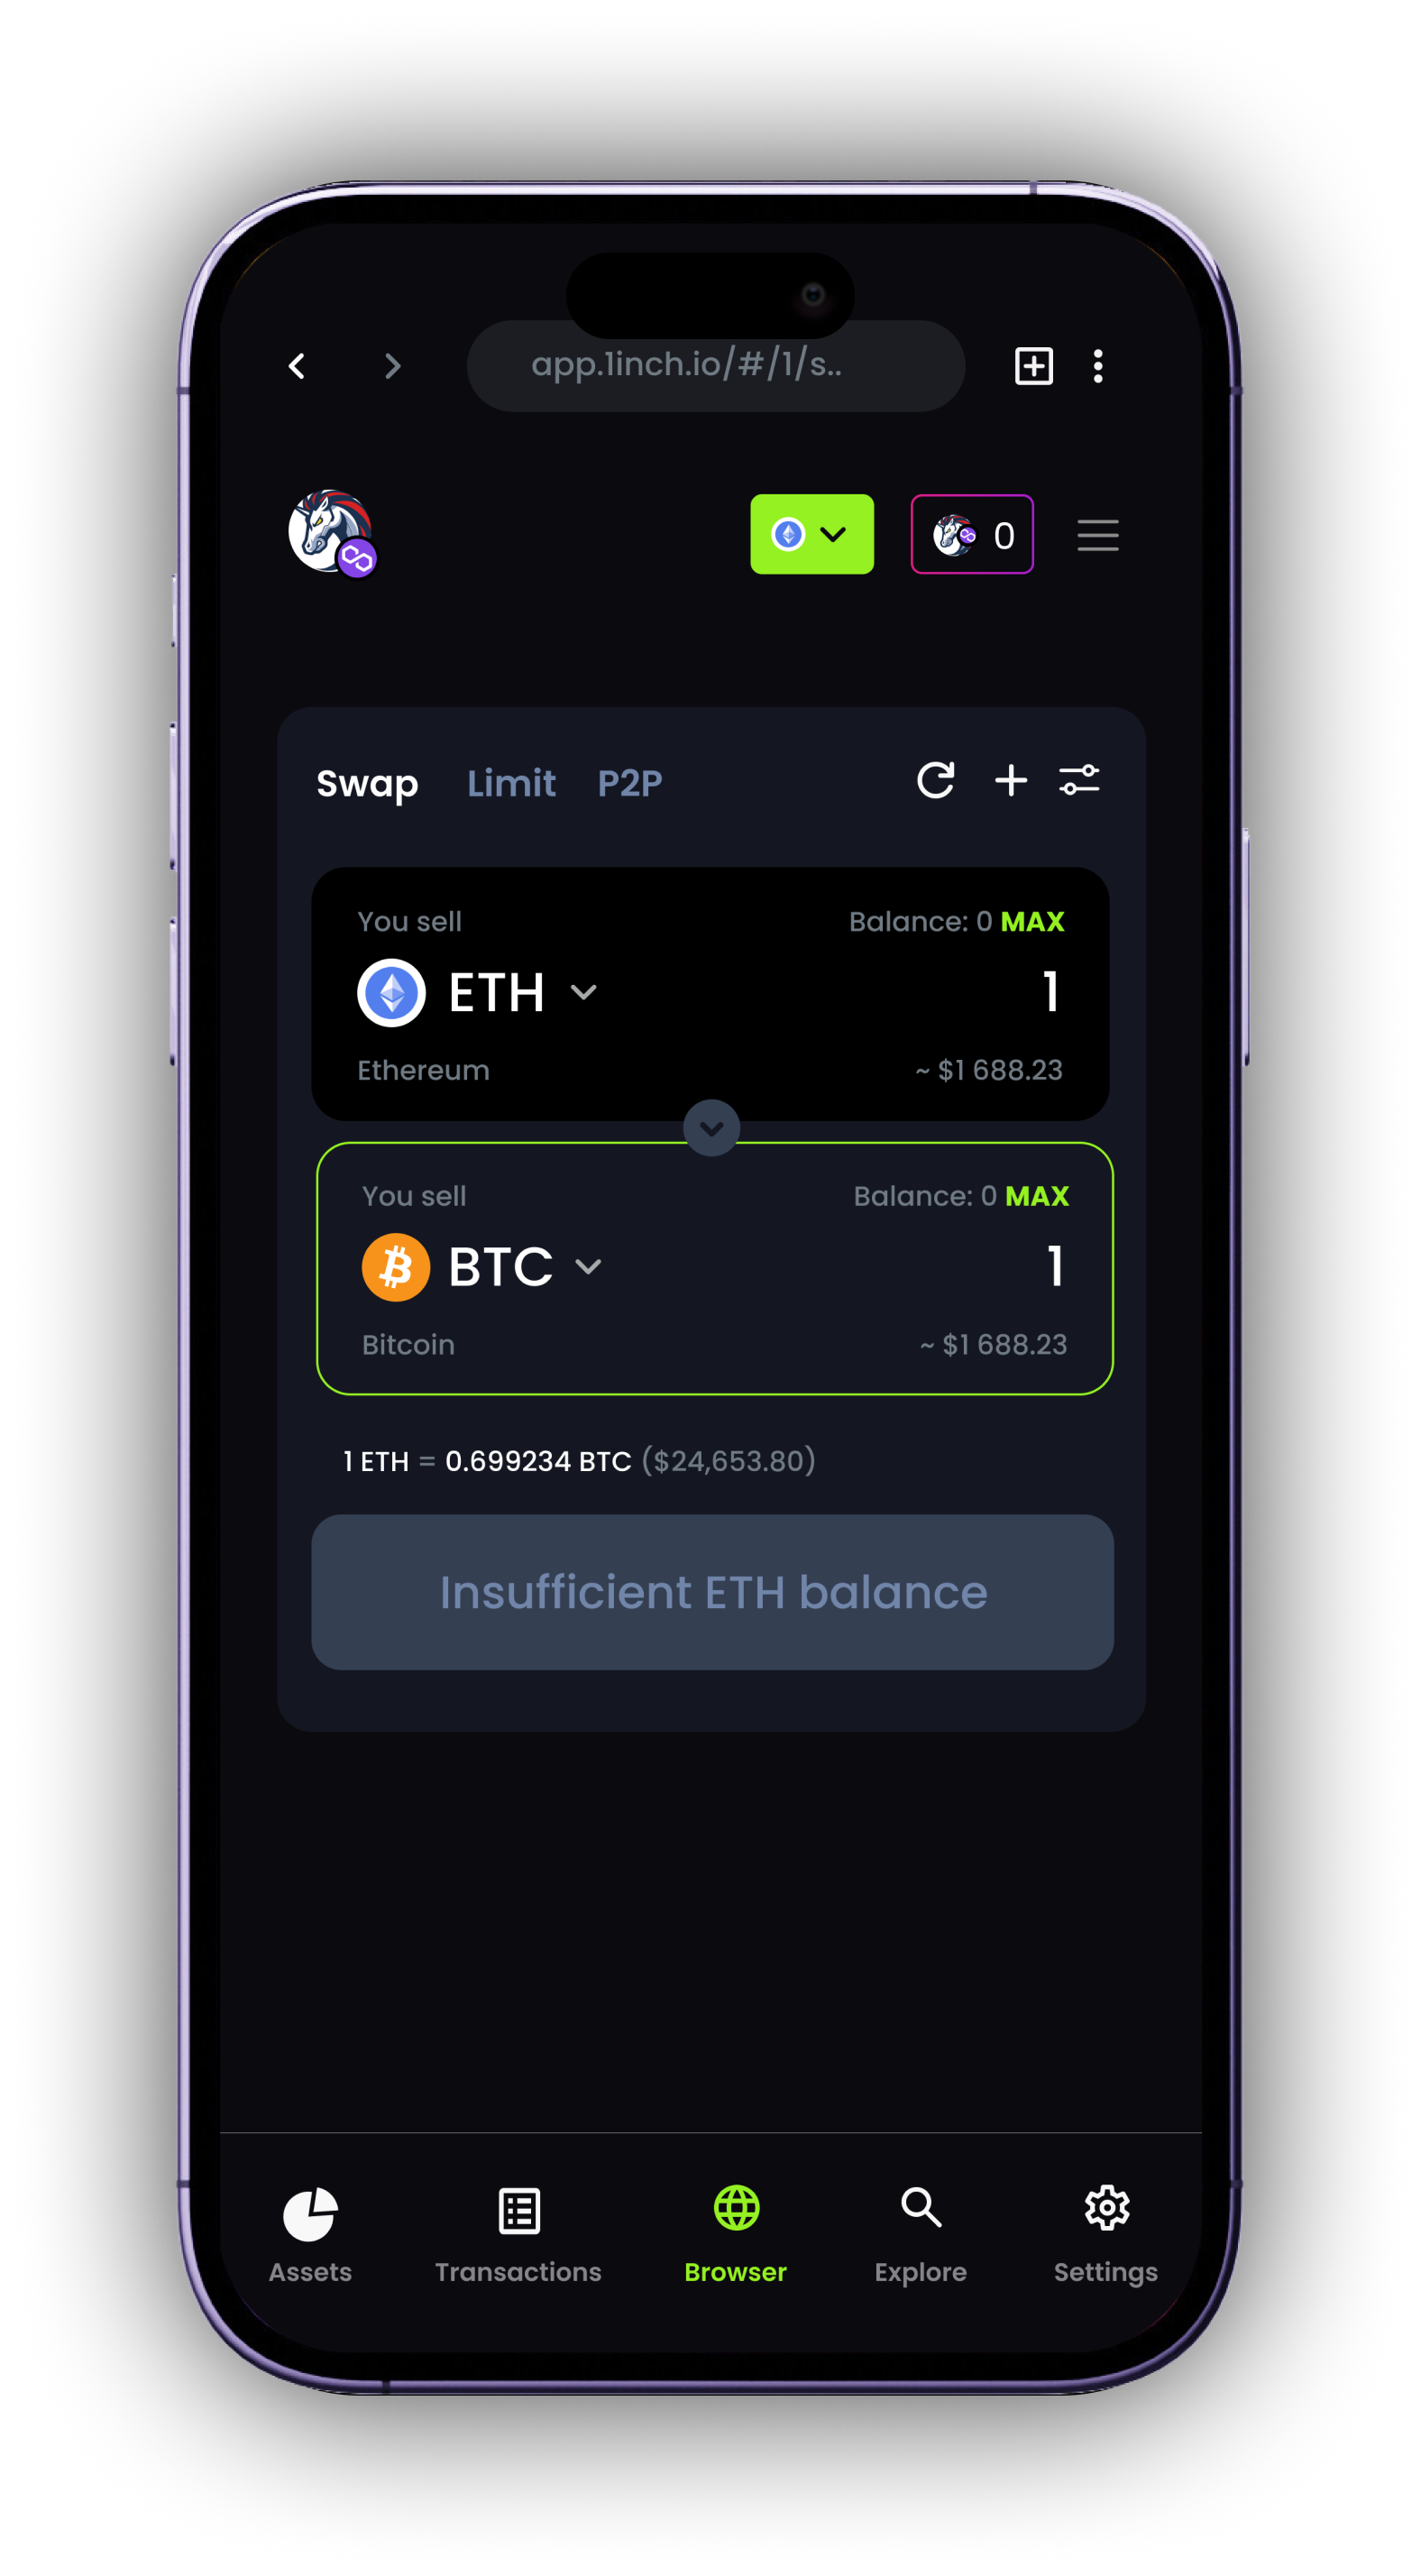 app.1inch.io/#/1/s..
0
Swap Limit P2P
You sell Balance: 0 MAX
ETH 1
Ethereum ~ $1 688.23
You sell Balance: 0 MAX
BTC 1
Bitcoin ~ $1 688.23
1 ETH = 0.699234 BTC ($24,653.80)
Insufficient ETH balance
Assets Transactions Browser Explore Settings